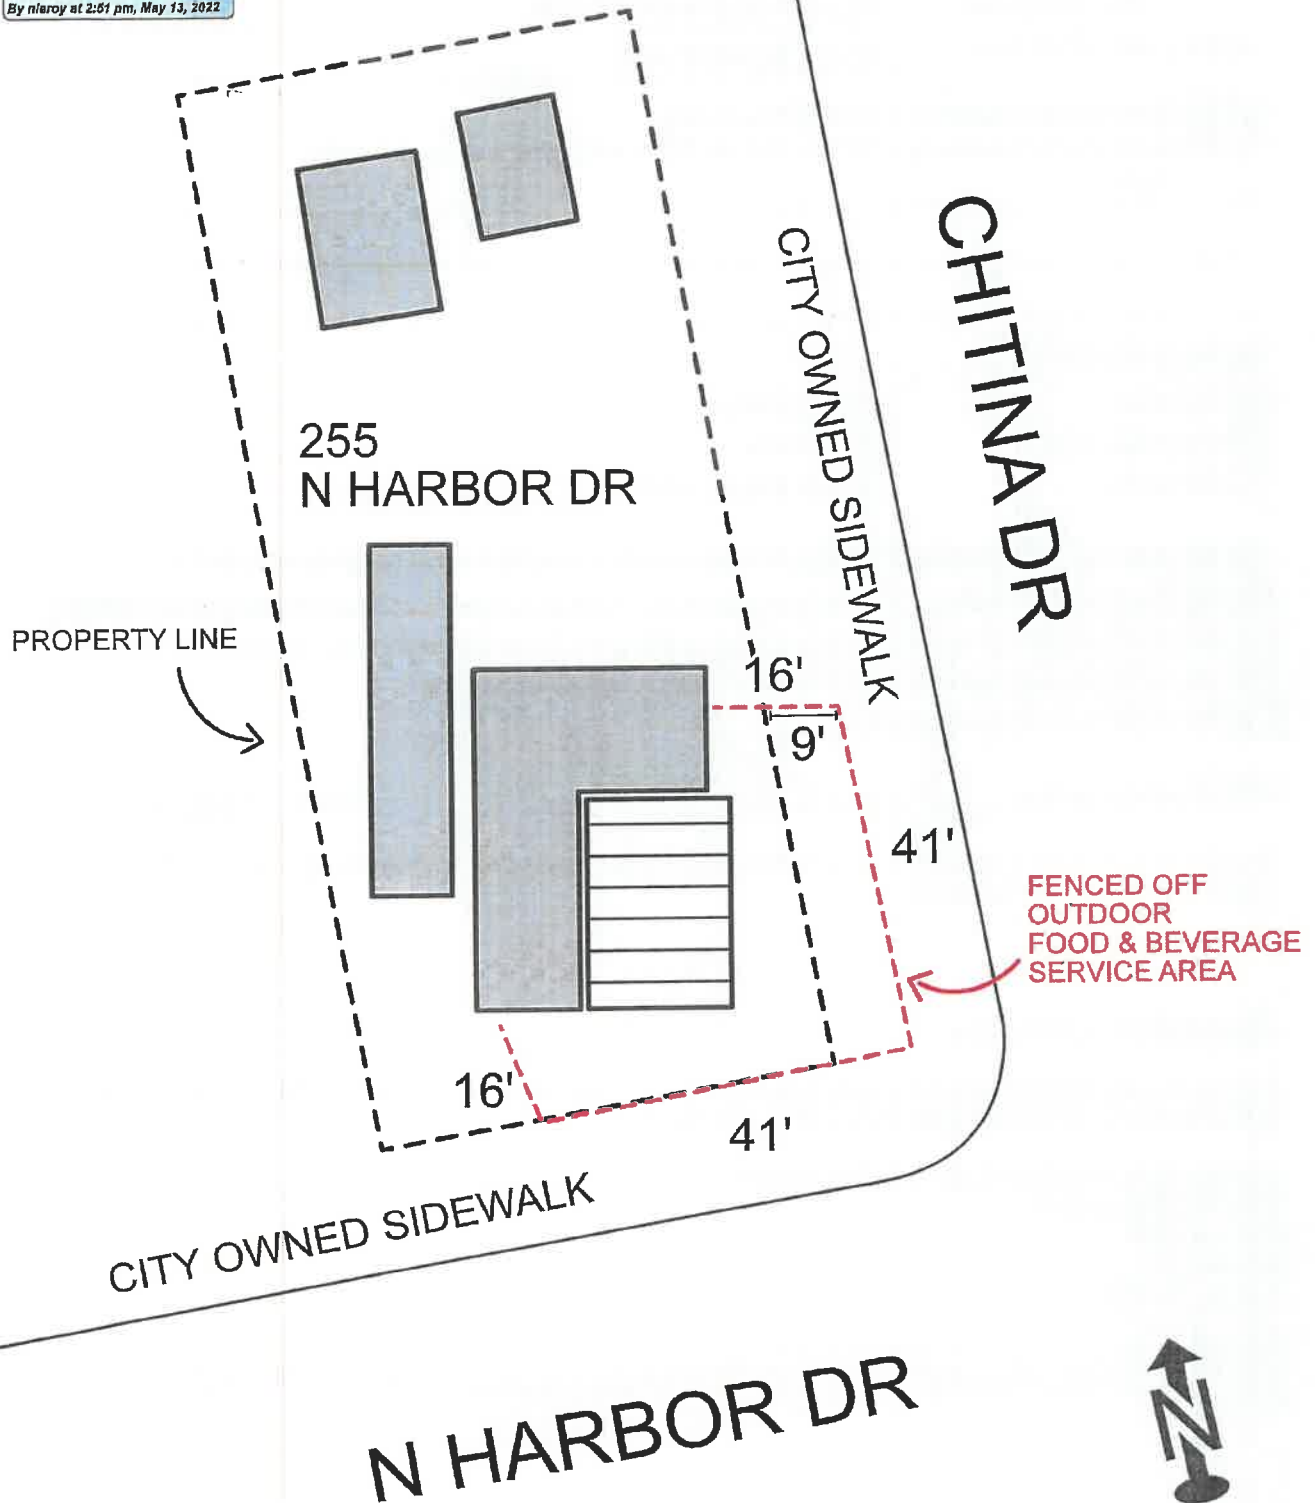 By nleroy at 2:51 pm, May 13, 2022
CITY OWNED SIDEWALK
CHITINA DR
255
N HARBOR DR
PROPERTY LINE
16'
9'
41'
FENCED OFF
OUTDOOR
FOOD & BEVERAGE
SERVICE AREA
16'
41'
CITY OWNED SIDEWALK
N HARBOR DR
N